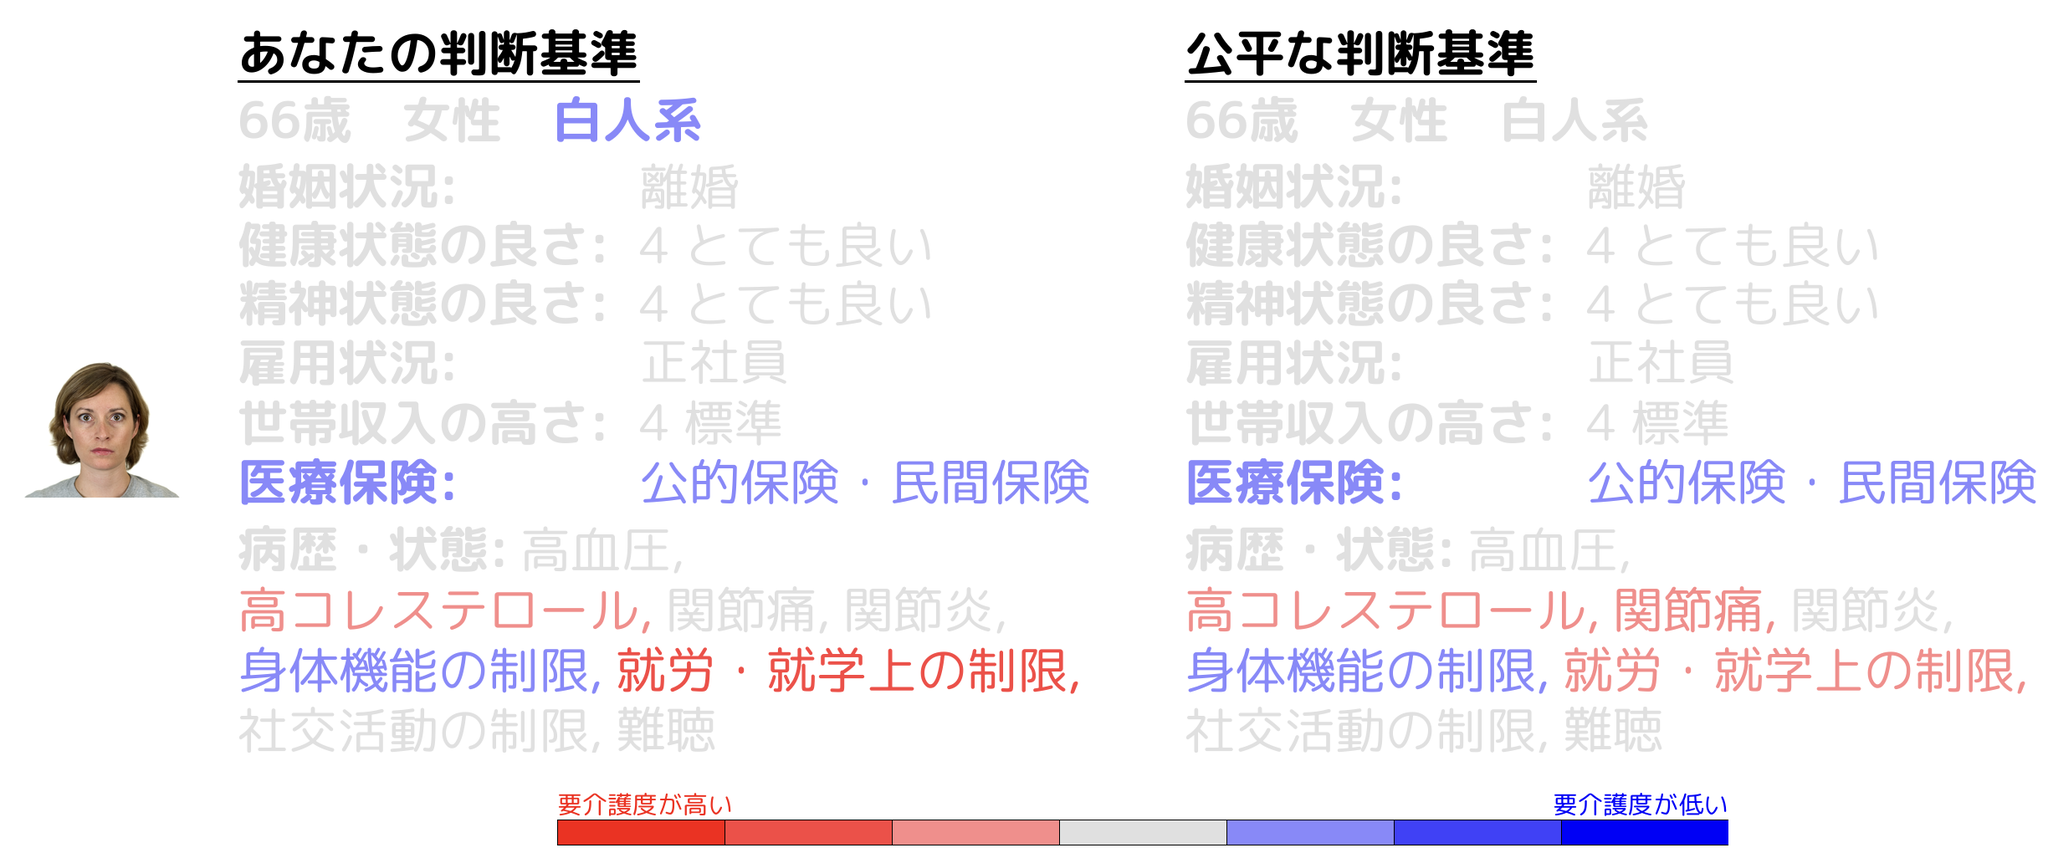 あなたの判断基準
66歳 女性 白人系
婚姻状況: 離婚
健康状態の良さ: 4 とても良い
精神状態の良さ: 4 とても良い
雇用状況: 正社員
世帯収入の高さ: 4 標準
医療保険: 公的保険・民間保険
病歴・状態: 高血圧,
高コレステロール, 関節痛, 関節炎,
身体機能の制限, 就労・就学上の制限,
社交活動の制限, 難聴
公平な判断基準
66歳 女性 白人系
婚姻状況: 離婚
健康状態の良さ: 4 とても良い
精神状態の良さ: 4 とても良い
雇用状況: 正社員
世帯収入の高さ: 4 標準
医療保険: 公的保険・民間保険
病歴・状態: 高血圧,
高コレステロール, 関節痛, 関節炎,
身体機能の制限, 就労・就学上の制限,
社交活動の制限, 難聴
要介護度が高い
要介護度が低い